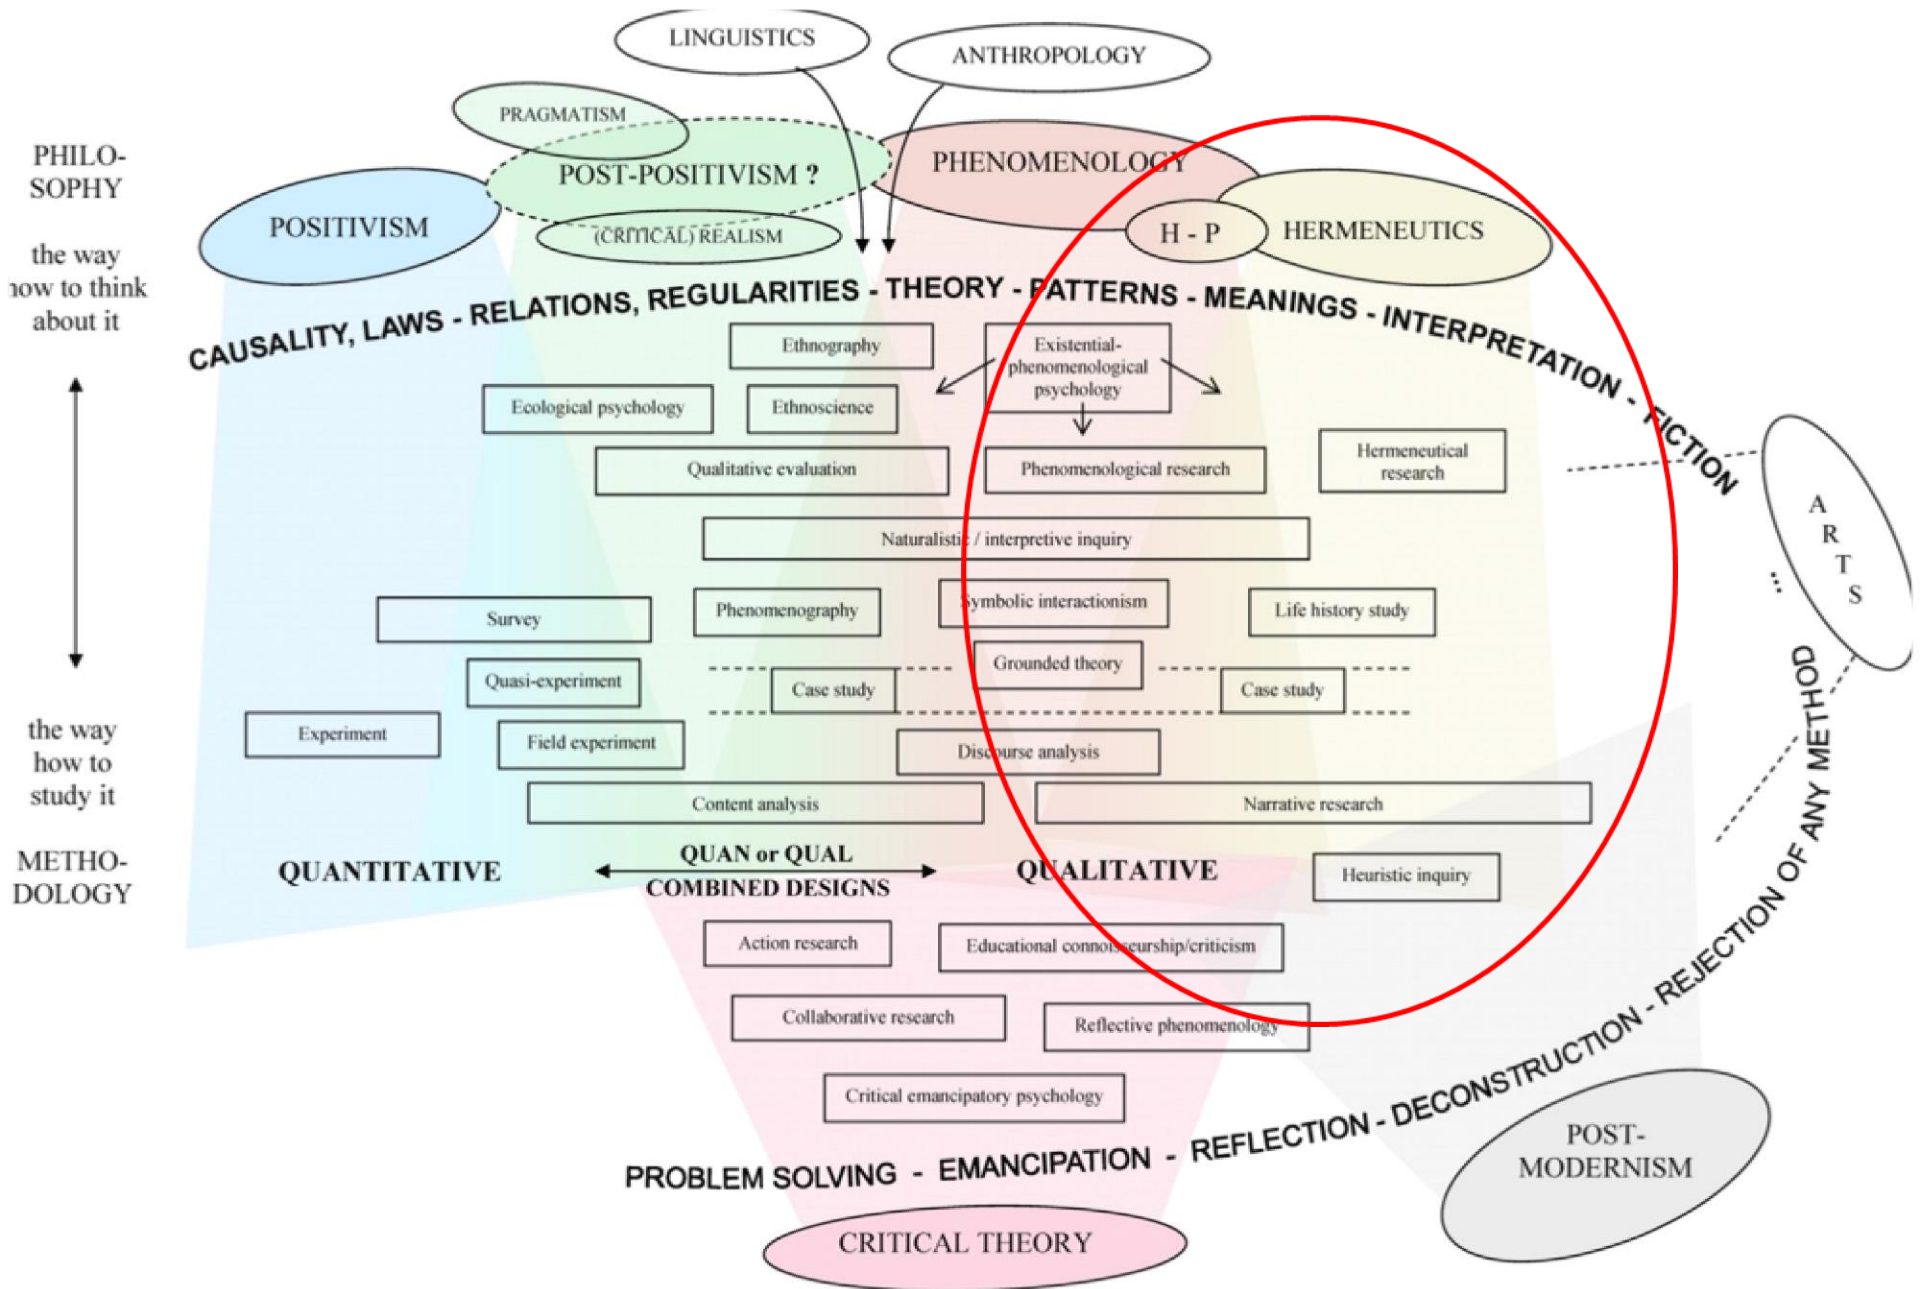 LINGUISTICS
ANTHROPOLOGY
PRAGMATISM
PHILO-
SOPHY
the way
how to think
about it
POSITIVISM
POST-POSITIVISM ?
(CRITICAL) REALISM
PHENOMENOLOGY
H - P
HERMENEUTICS
CAUSALITY, LAWS - RELATIONS, REGULARITIES - THEORY - PATTERNS - MEANINGS - INTERPRETATION - FICTION
Ethnography
Existential-
phenomenological
psychology
Ecological psychology
Ethnoscience
Qualitative evaluation
Phenomenological research
Hermeneutical
research
Naturalistic / interpretive inquiry
ARTS
...
Survey
Phenomenography
Symbolic interactionism
Life history study
Quasi-experiment
Case study
Grounded theory
Case study
the way
how to
study it
Experiment
Field experiment
Discourse analysis
Content analysis
Narrative research
METHO-
DOLOGY
QUANTITATIVE
QUAN or QUAL
COMBINED DESIGNS
QUALITATIVE
Heuristic inquiry
Action research
Educational connoisseurship/criticism
Collaborative research
Reflective phenomenology
Critical emancipatory psychology
PROBLEM SOLVING - EMANCIPATION - REFLECTION - DECONSTRUCTION - REJECTION OF ANY METHOD
POST-
MODERNISM
CRITICAL THEORY